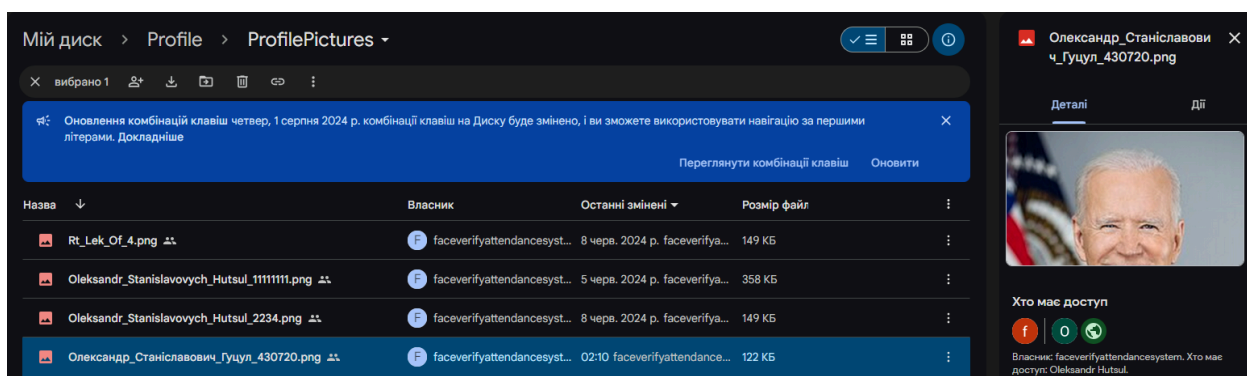 Мій диск > Profile > ProfilePictures
вибрано 1
Оновлення комбінацій клавіш четвер, 1 серпня 2024 р. комбінації клавіш на Диску буде змінено, і ви зможете використовувати навігацію за першими
літерами. Докладніше
Переглянути комбінації клавіш Оновити
Назва Власник Останні змінені Розмір файл
Rt_Lek_Of_4.png F faceverifyattendancesyst... 8 черв. 2024 р. faceverifya... 149 КБ
Oleksandr_Stanislavovych_Hutsul_11111111.png F faceverifyattendancesyst... 5 черв. 2024 р. faceverifya... 358 КБ
Oleksandr_Stanislavovych_Hutsul_2234.png F faceverifyattendancesyst... 8 черв. 2024 р. faceverifya... 149 КБ
Олександр_Станіславович_Гуцул_430720.png F faceverifyattendancesyst... 02:10 faceverifyattendance... 122 КБ
Олександр_Станіславови
ч_Гуцул_430720.png
Деталі Дії
Хто має доступ
f O
Власник: faceverifyattendancesystem. Хто має
доступ: Oleksandr Hutsul.